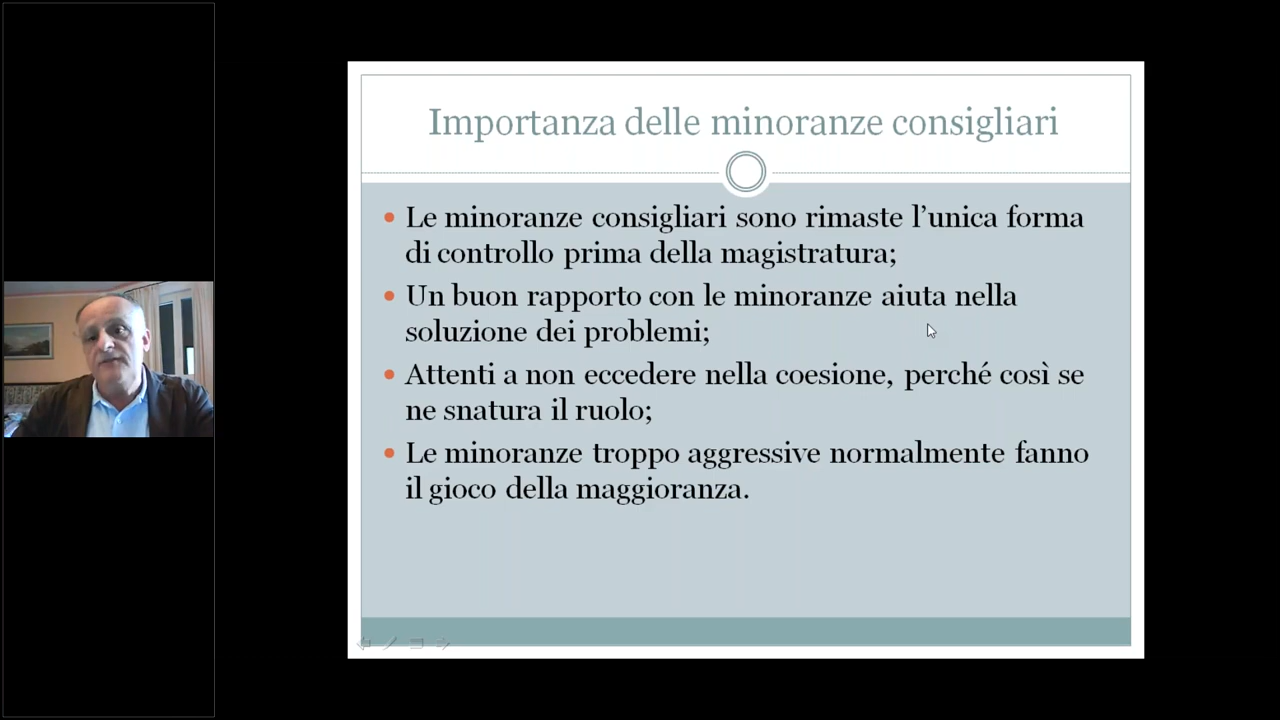 Importanza delle minoranze consigliari
Le minoranze consigliari sono rimaste l’unica forma
di controllo prima della magistratura;
Un buon rapporto con le minoranze aiuta nella
soluzione dei problemi;
Attenti a non eccedere nella coesione, perché così se
ne snatura il ruolo;
Le minoranze troppo aggressive normalmente fanno
il gioco della maggioranza.